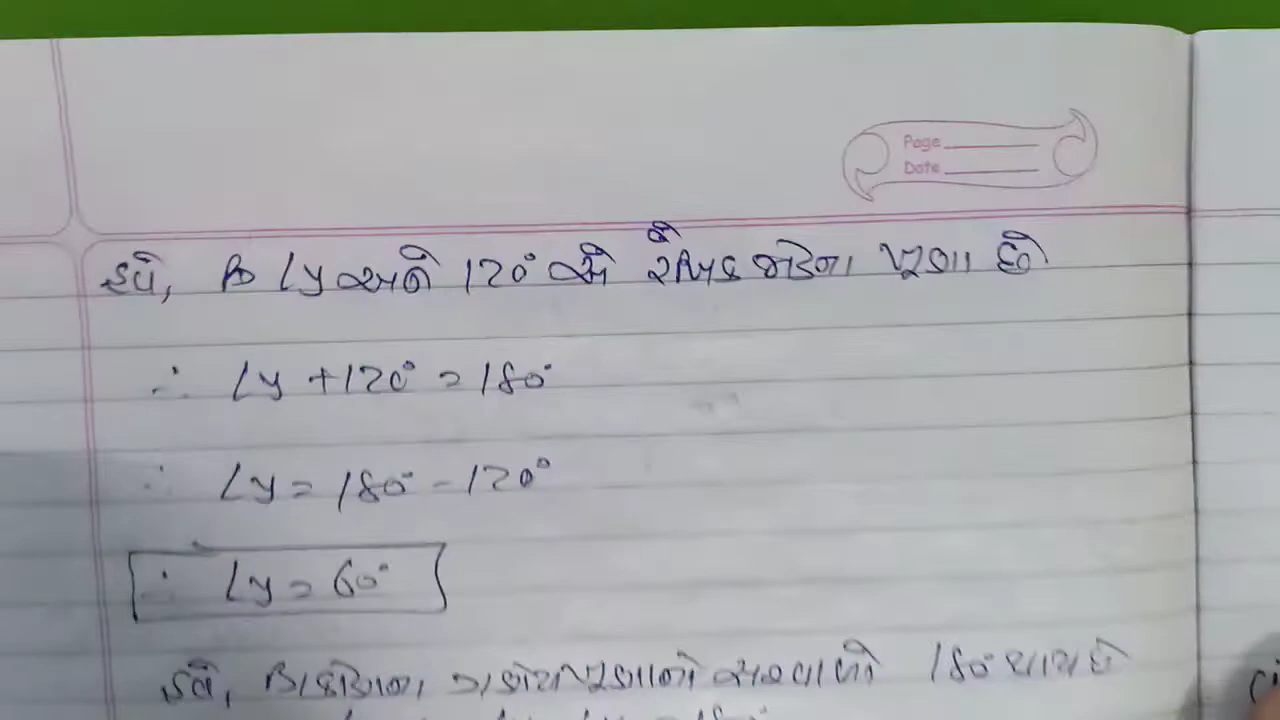 Page
Date
હવે, ∠y અને 120° એ રૈખિક જોડના ખૂણા છે
∴ ∠y + 120° = 180°
∴ ∠y = 180° - 120°
∴ ∠y = 60°
હવે, ત્રિકોણના ત્રણેય ખૂણાનો સરવાળો 180° થાય છે